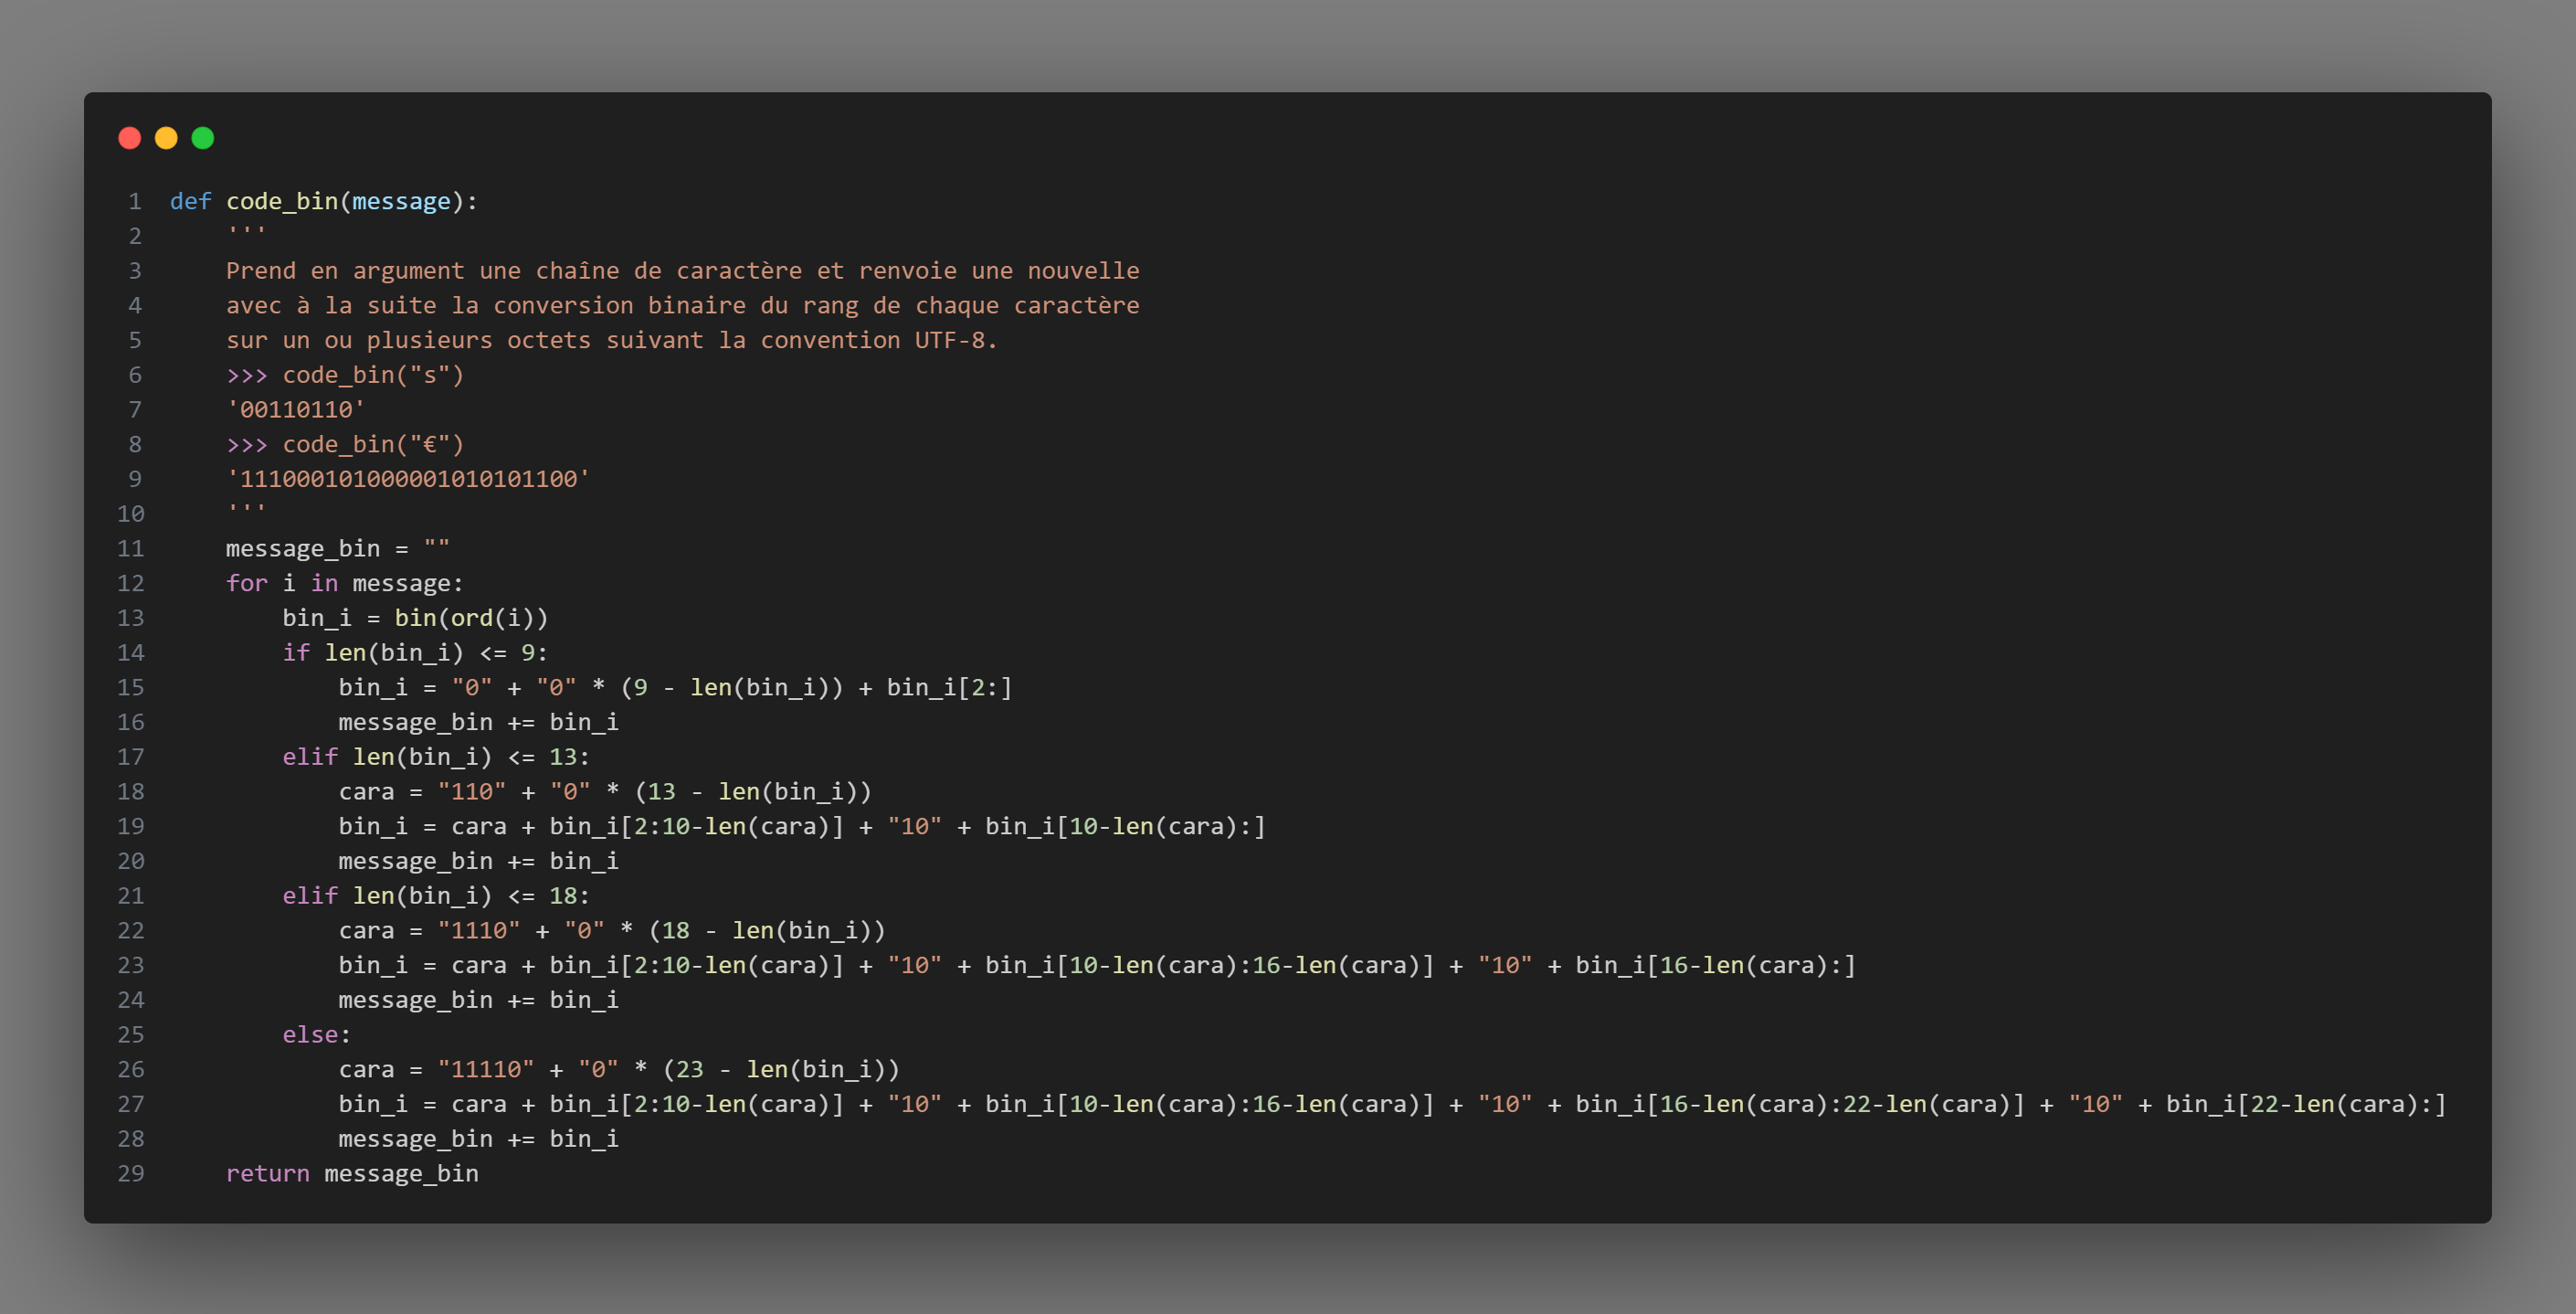 1 def code_bin(message):
2     '''
3     Prend en argument une chaîne de caractère et renvoie une nouvelle
4     avec à la suite la conversion binaire du rang de chaque caractère
5     sur un ou plusieurs octets suivant la convention UTF-8.
6     >>> code_bin("s")
7     '00110110'
8     >>> code_bin("€")
9     '111000101000001010101100'
10     '''
11     message_bin = ""
12     for i in message:
13         bin_i = bin(ord(i))
14         if len(bin_i) <= 9:
15             bin_i = "0" + "0" * (9 - len(bin_i)) + bin_i[2:]
16             message_bin += bin_i
17         elif len(bin_i) <= 13:
18             cara = "110" + "0" * (13 - len(bin_i))
19             bin_i = cara + bin_i[2:10-len(cara)] + "10" + bin_i[10-len(cara):]
20             message_bin += bin_i
21         elif len(bin_i) <= 18:
22             cara = "1110" + "0" * (18 - len(bin_i))
23             bin_i = cara + bin_i[2:10-len(cara)] + "10" + bin_i[10-len(cara):16-len(cara)] + "10" + bin_i[16-len(cara):]
24             message_bin += bin_i
25         else:
26             cara = "11110" + "0" * (23 - len(bin_i))
27             bin_i = cara + bin_i[2:10-len(cara)] + "10" + bin_i[10-len(cara):16-len(cara)] + "10" + bin_i[16-len(cara):22-len(cara)] + "10" + bin_i[22-len(cara):]
28             message_bin += bin_i
29     return message_bin